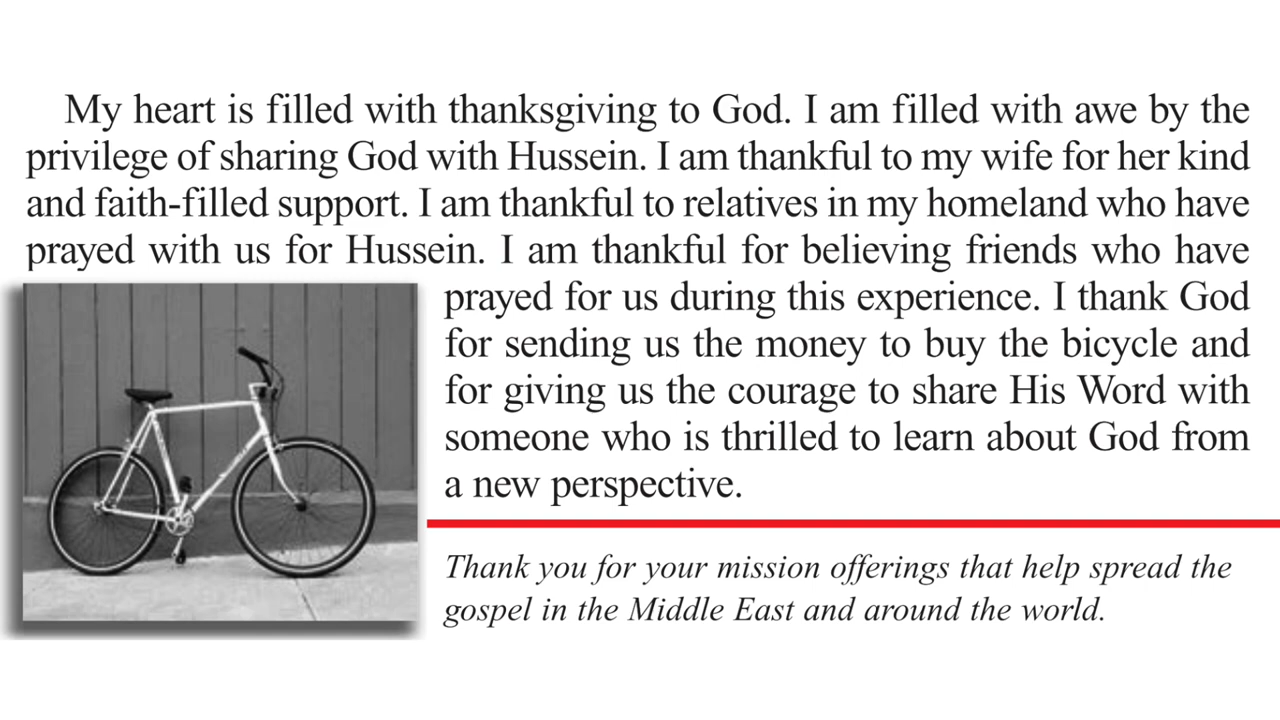 My heart is filled with thanksgiving to God. I am filled with awe by the
privilege of sharing God with Hussein. I am thankful to my wife for her kind
and faith-filled support. I am thankful to relatives in my homeland who have
prayed with us for Hussein. I am thankful for believing friends who have
prayed for us during this experience. I thank God
for sending us the money to buy the bicycle and
for giving us the courage to share His Word with
someone who is thrilled to learn about God from
a new perspective.
Thank you for your mission offerings that help spread the
gospel in the Middle East and around the world.